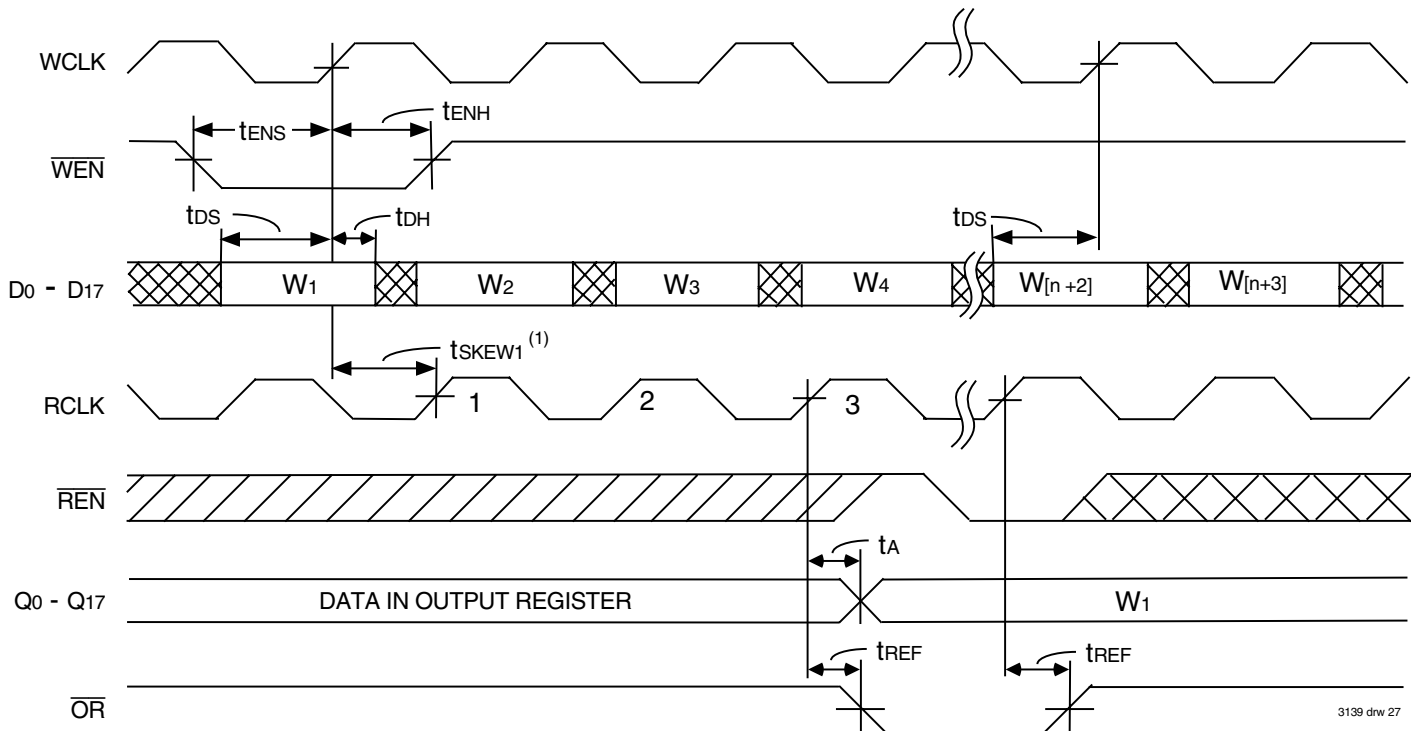 WCLK
tENS
tENH
WEN
tDS
tDH
tDS
D0 - D17
W1
W2
W3
W4
W[n +2]
W[n+3]
tSKEW1 (1)
RCLK
1
2
3
REN
tA
Q0 - Q17
DATA IN OUTPUT REGISTER
W1
tREF
tREF
OR
3139 drw 27